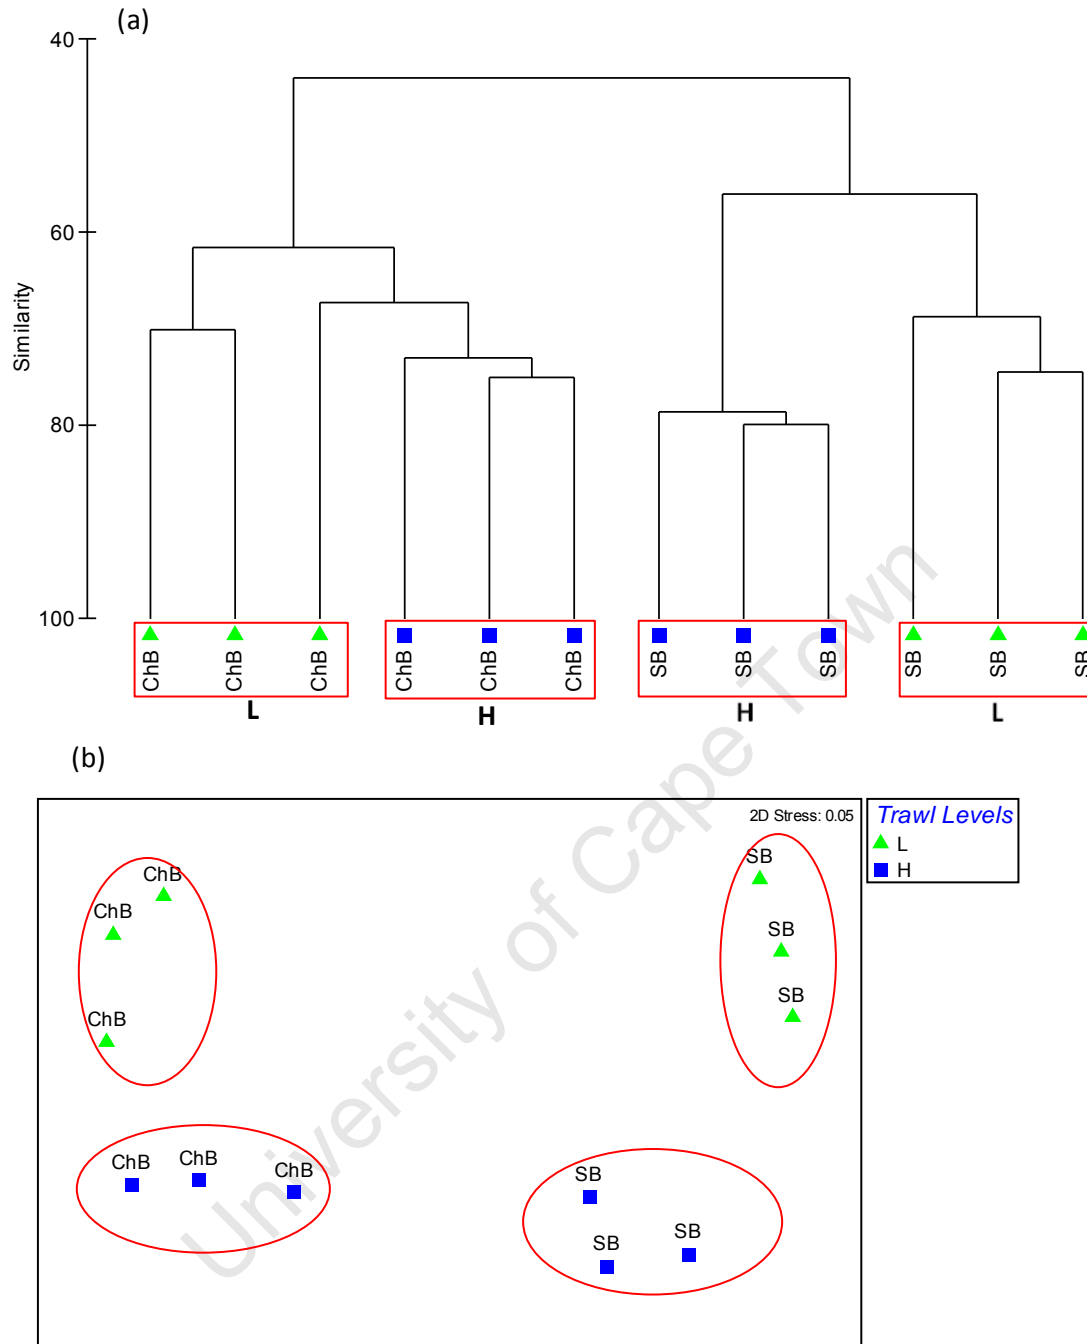 (a)
40
60
80
100
Similarity
ChB ChB ChB ChB ChB ChB SB SB SB SB SB SB
L H H L
(b)
2D Stress: 0.05
Trawl Levels
L
H
ChB
ChB
ChB
SB
SB
SB
ChB ChB ChB
SB
SB SB
University of Cape Town